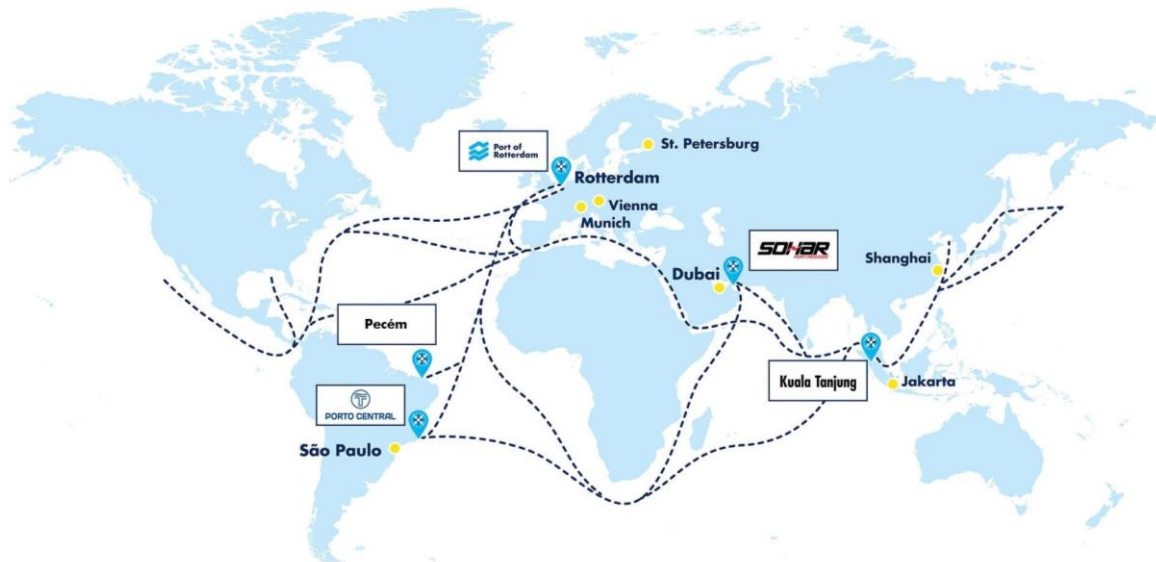 Port of
Rotterdam
St. Petersburg
Rotterdam
Vienna
Munich
SOHAR
Shanghai
Dubai
Pecém
Kuala Tanjung
Jakarta
PORTO CENTRAL
São Paulo